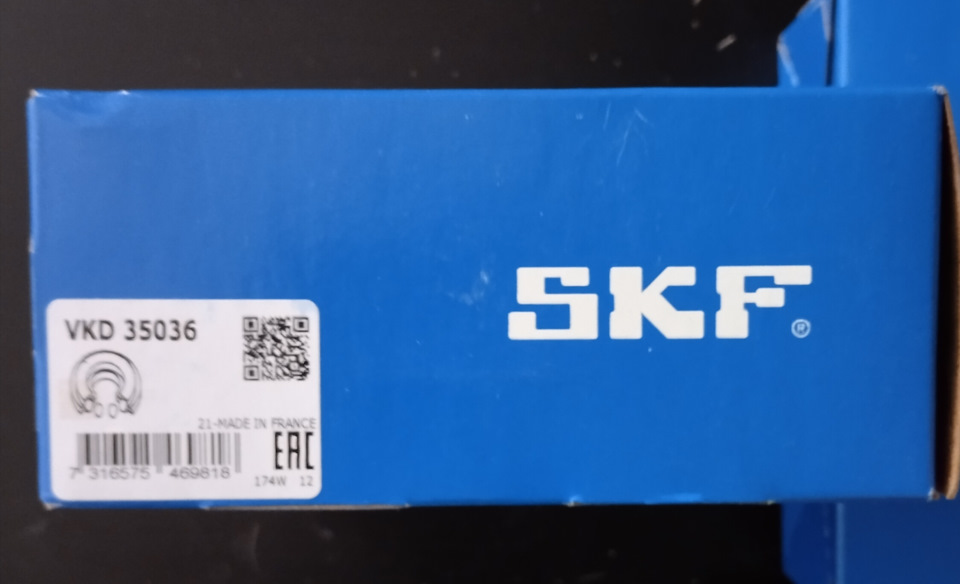 SKF®
VKD 35036
21-MADE IN FRANCE
7 316575 469818
EAC
174W 12